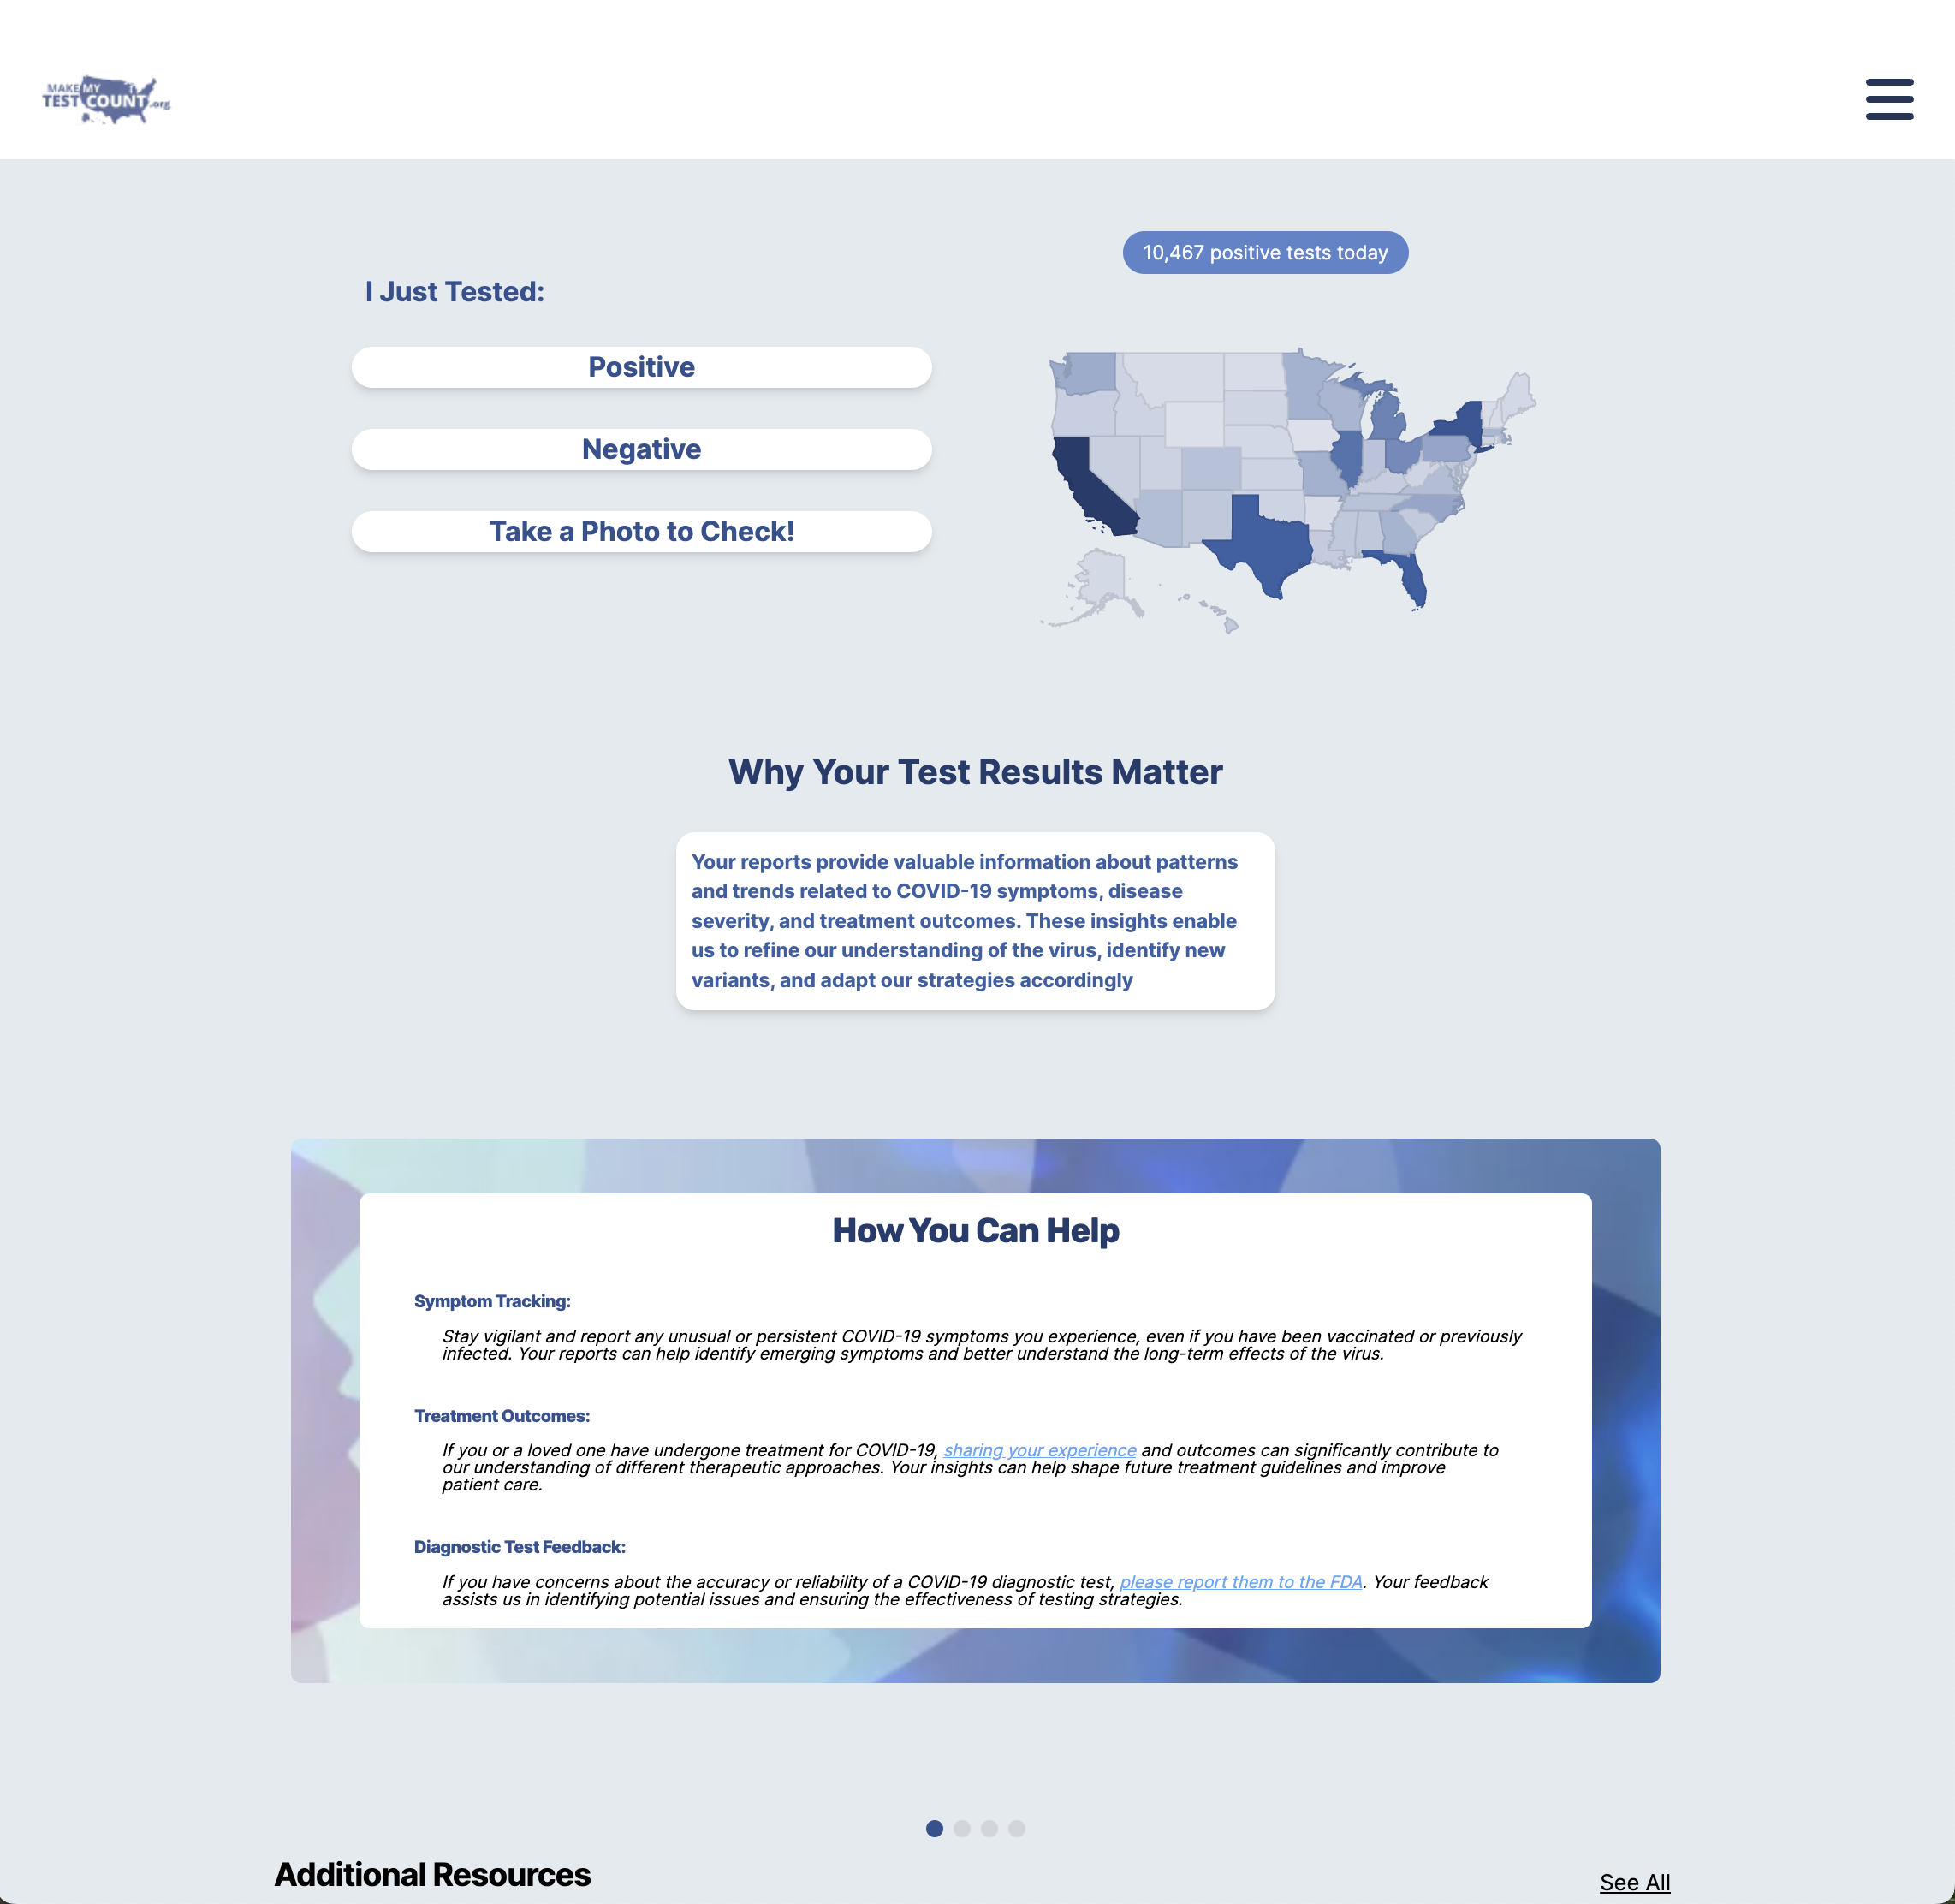 MAKE MY
TEST COUNT.org
10,467 positive tests today
I Just Tested:
Positive
Negative
Take a Photo to Check!
Why Your Test Results Matter
Your reports provide valuable information about patterns
and trends related to COVID-19 symptoms, disease
severity, and treatment outcomes. These insights enable
us to refine our understanding of the virus, identify new
variants, and adapt our strategies accordingly
How You Can Help
Symptom Tracking:
Stay vigilant and report any unusual or persistent COVID-19 symptoms you experience, even if you have been vaccinated or previously
infected. Your reports can help identify emerging symptoms and better understand the long-term effects of the virus.
Treatment Outcomes:
If you or a loved one have undergone treatment for COVID-19, sharing your experience and outcomes can significantly contribute to
our understanding of different therapeutic approaches. Your insights can help shape future treatment guidelines and improve
patient care.
Diagnostic Test Feedback:
If you have concerns about the accuracy or reliability of a COVID-19 diagnostic test, please report them to the FDA. Your feedback
assists us in identifying potential issues and ensuring the effectiveness of testing strategies.
Additional Resources
See All